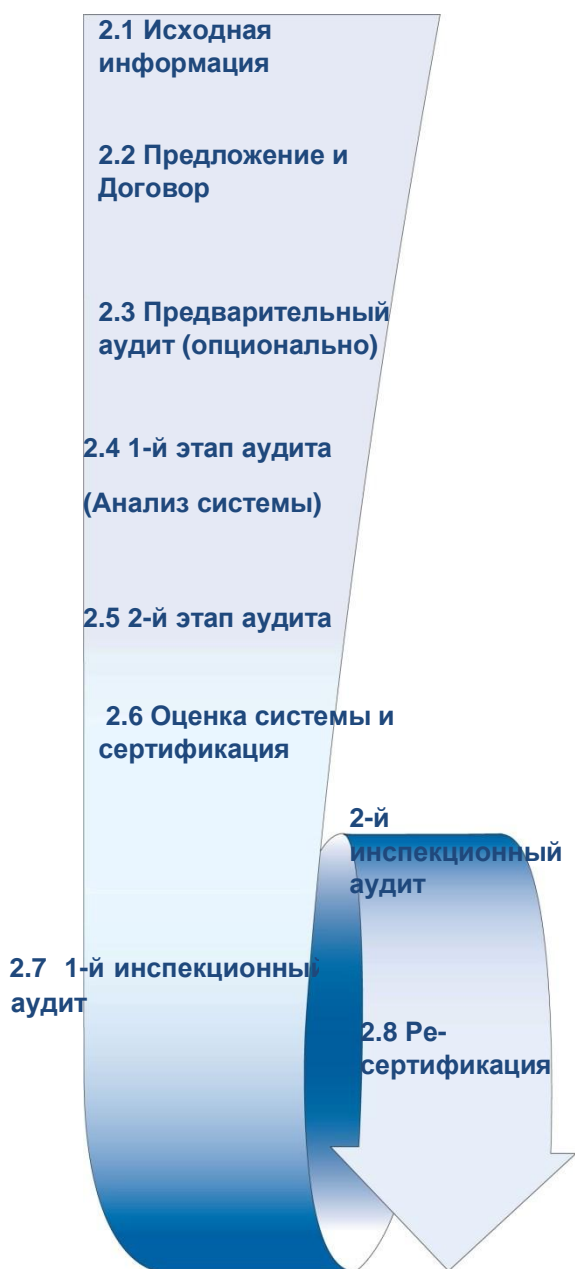 2.1 Исходная
информация
2.2 Предложение и
Договор
2.3 Предварительный
аудит (опционально)
2.4 1-й этап аудита
(Анализ системы)
2.5 2-й этап аудита
2.6 Оценка системы и
сертификация
2.7 1-й инспекционный
аудит
2-й
инспекционный
аудит
2.8 Ре-
сертификация